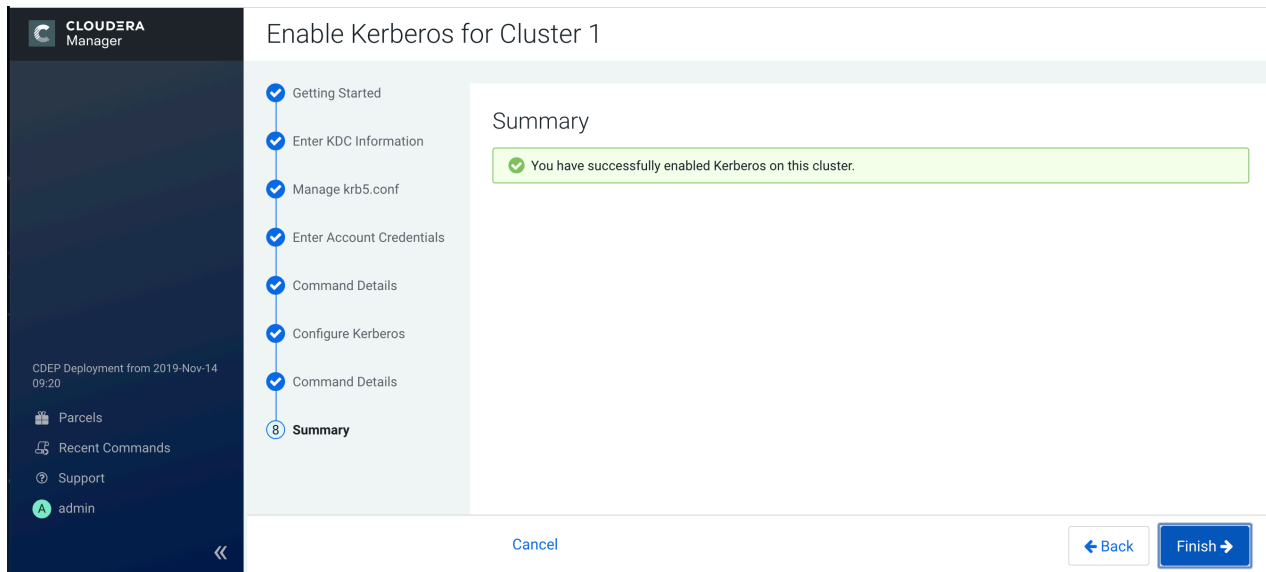 CLOUDERA
Manager
Enable Kerberos for Cluster 1
Getting Started
Enter KDC Information
Manage krb5.conf
Enter Account Credentials
Command Details
Configure Kerberos
Command Details
8 Summary
Summary
You have successfully enabled Kerberos on this cluster.
CDEP Deployment from 2019-Nov-14
09:20
Parcels
Recent Commands
Support
A admin
Cancel
Back
Finish